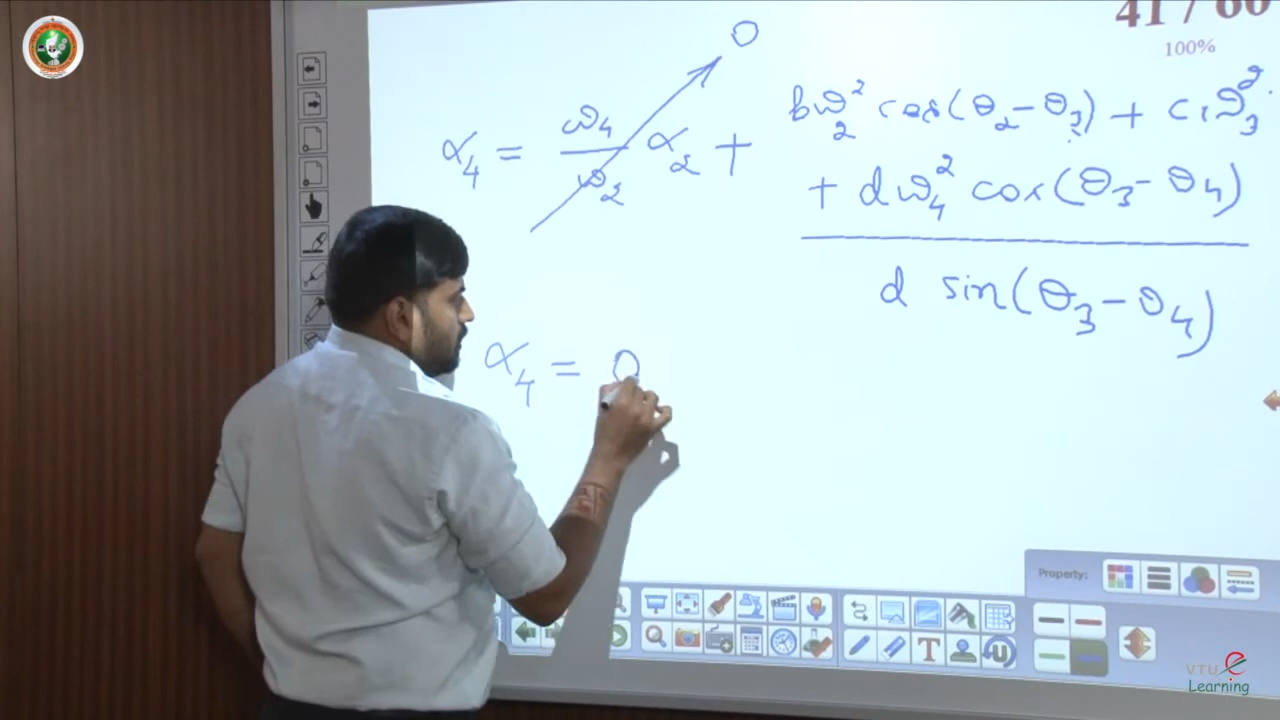 41 / 60
100%
0
α₄ = ω₄/ω₂ α₂ + bω₂² cos(θ₂ - θ₃) + cω₃²
+ dω₄² cos(θ₃ - θ₄)
d sin(θ₃ - θ₄)
α₄ = 0
Property:
T
VTU e
Learning